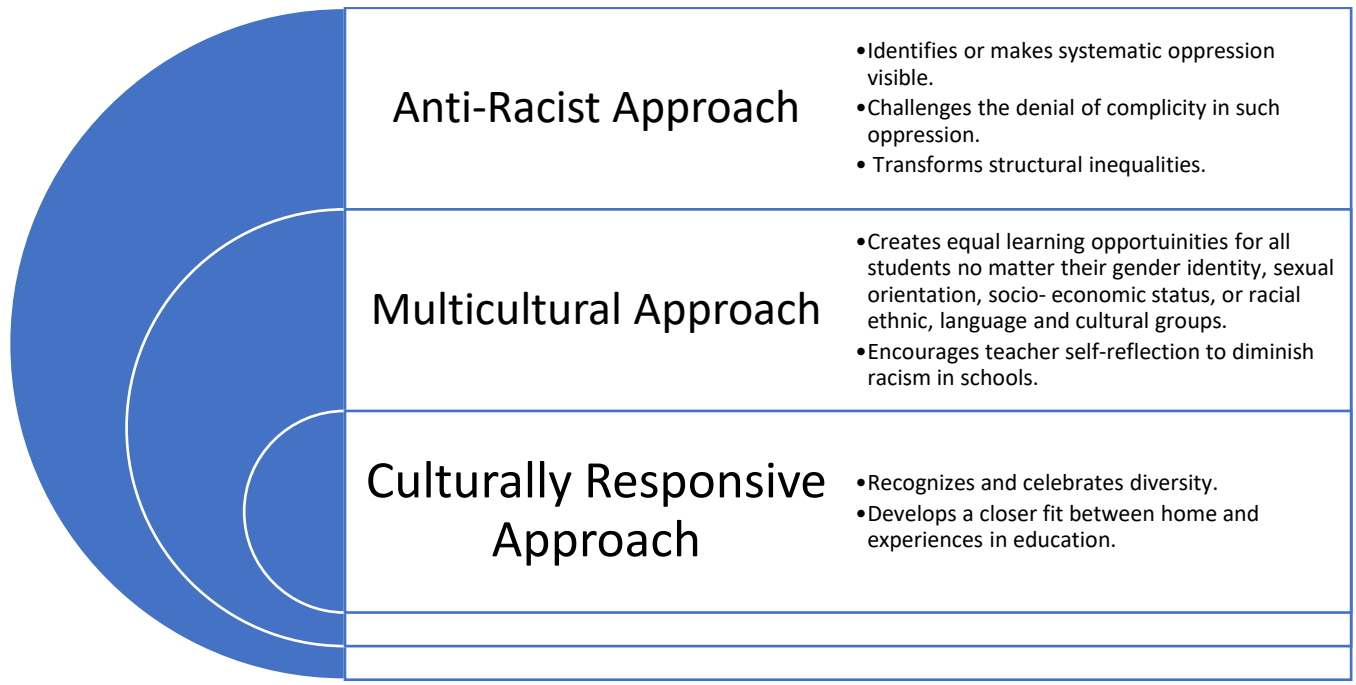 Anti-Racist Approach
•Identifies or makes systematic oppression
visible.
•Challenges the denial of complicity in such
oppression.
• Transforms structural inequalities.
Multicultural Approach
•Creates equal learning opportuinities for all
students no matter their gender identity, sexual
orientation, socio- economic status, or racial
ethnic, language and cultural groups.
•Encourages teacher self-reflection to diminish
racism in schools.
Culturally Responsive
Approach
•Recognizes and celebrates diversity.
•Develops a closer fit between home and
experiences in education.